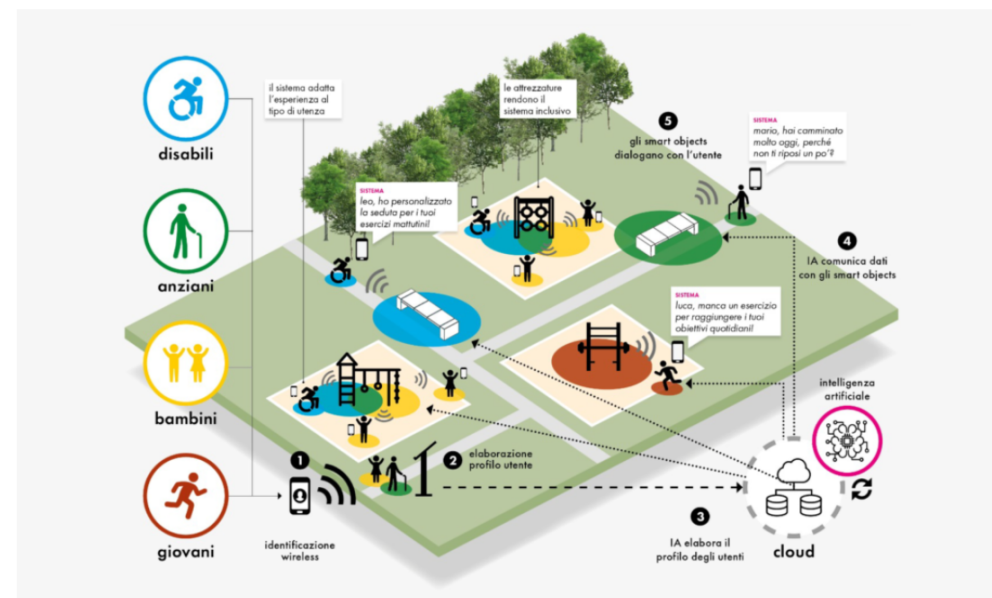 disabili
anziani
bambini
giovani
il sistema adatta
l'esperienza al
tipo di utenza
le attrezzature
rendono il
sistema inclusivo
5
gli smart objects
dialogano con l'utente
SISTEMA
mario, hai camminato
molto oggi, perché
non ti riposi un po'?
SISTEMA
leo, ho personalizzato
la seduta per i tuoi
esercizi mattutini!
4
IA comunica dati
con gli smart objects
SISTEMA
luca, manca un esercizio
per raggiungere i tuoi
obiettivi quotidiani!
intelligenza
artificiale
1
identificazione
wireless
2
elaborazione
profilo utente
3
IA elabora il
profilo degli utenti
cloud